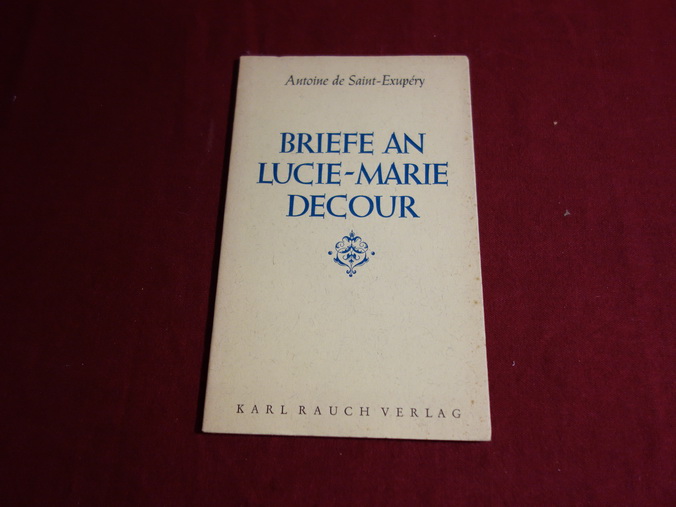 Antoine de Saint-Exupéry
BRIEFE AN
LUCIE-MARIE
DECOUR
KARL RAUCH VERLAG